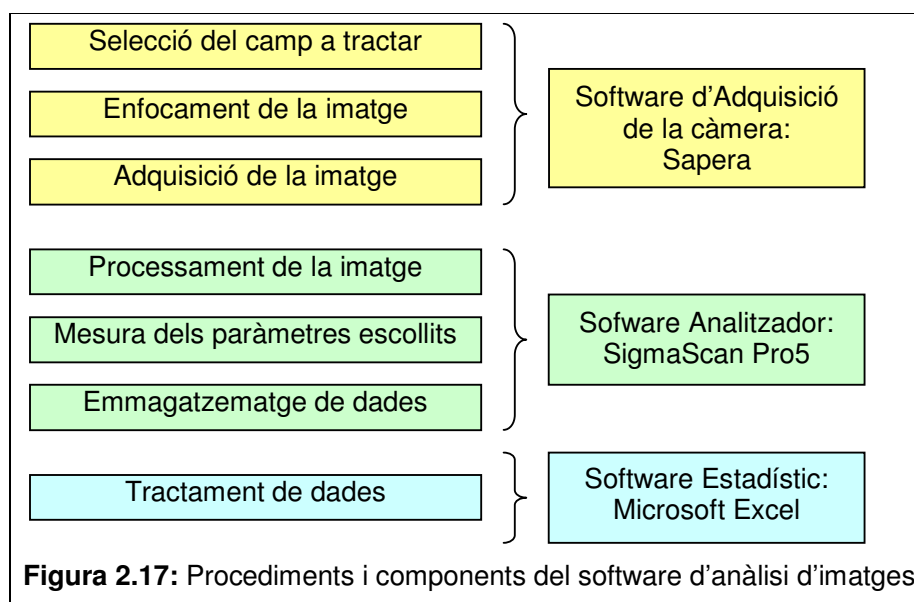 Selecció del camp a tractar
Enfocament de la imatge
Adquisició de la imatge
Software d’Adquisició
de la càmera:
Sapera
Processament de la imatge
Mesura dels paràmetres escollits
Emmagatzematge de dades
Sofware Analitzador:
SigmaScan Pro5
Tractament de dades
Software Estadístic:
Microsoft Excel
Figura 2.17: Procediments i components del software d’anàlisi d’imatges